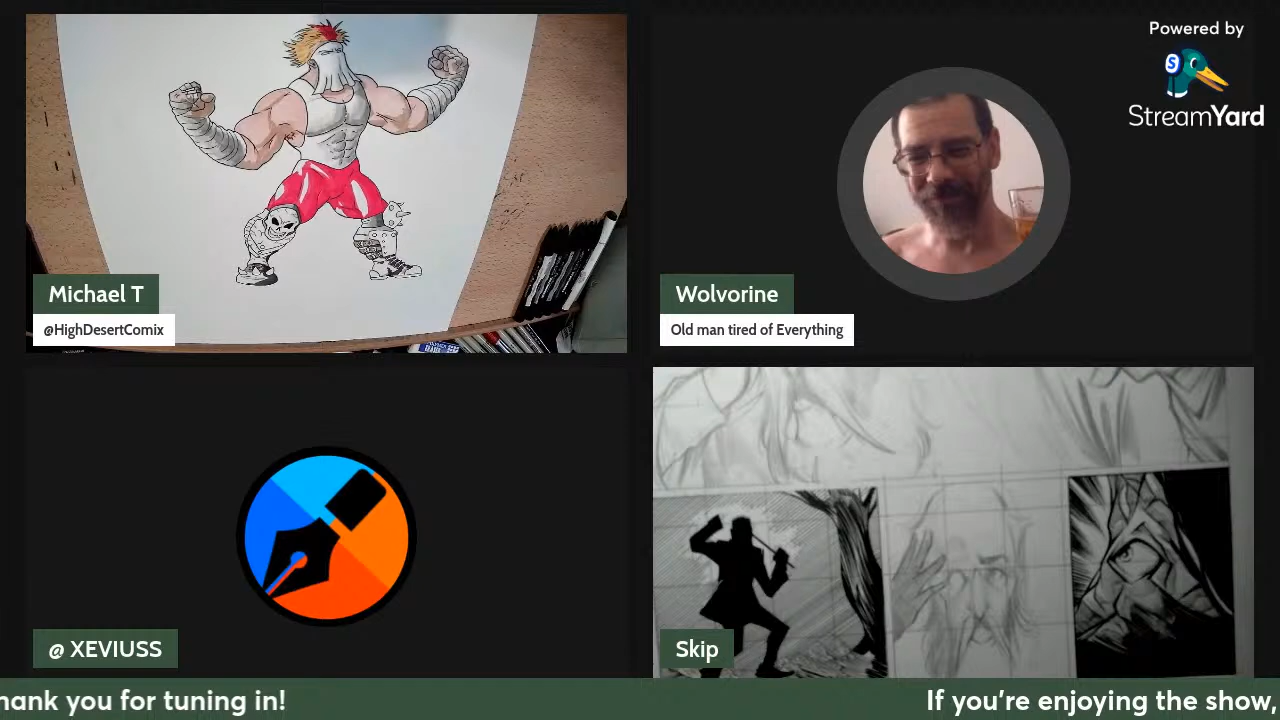 Powered by
StreamYard
Michael T
@HighDesertComix
Wolvorine
Old man tired of Everything
@ XEVIUSS
Skip
hank you for tuning in!
If you're enjoying the show,